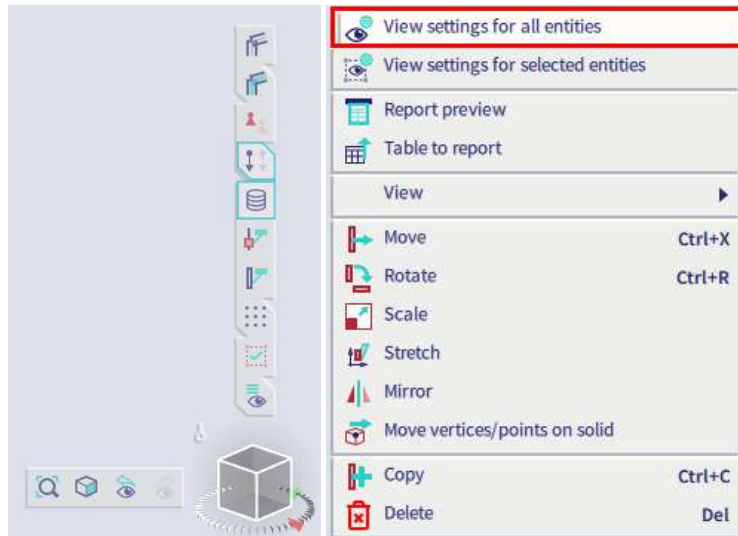 View settings for all entities
View settings for selected entities
Report preview
Table to report
View
Move Ctrl+X
Rotate Ctrl+R
Scale
Stretch
Mirror
Move vertices/points on solid
Copy Ctrl+C
Delete Del